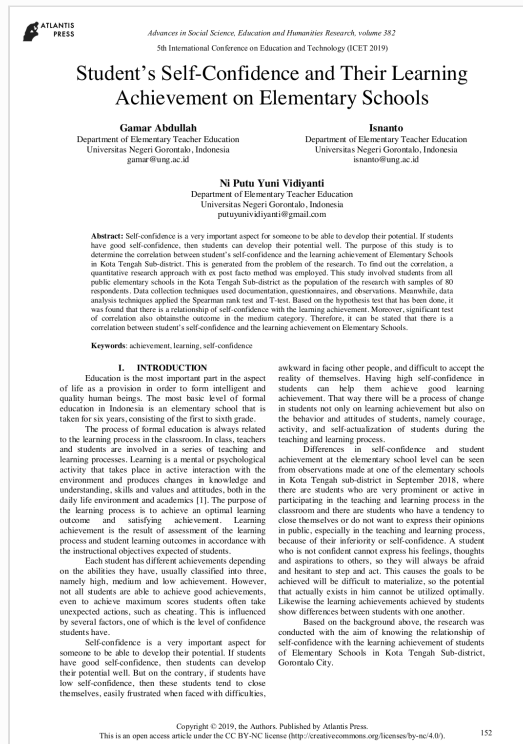 ATLANTIS
PRESS
Advances in Social Science, Education and Humanities Research, volume 382
5th International Conference on Education and Technology (ICET 2019)
Student's Self-Confidence and Their Learning
Achievement on Elementary Schools
Gamar Abdullah
Department of Elementary Teacher Education
Universitas Negeri Gorontalo, Indonesia
gamar@ung.ac.id
Isnanto
Department of Elementary Teacher Education
Universitas Negeri Gorontalo, Indonesia
isnanto@ung.ac.id
Ni Putu Yuni Vidiyanti
Department of Elementary Teacher Education
Universitas Negeri Gorontalo, Indonesia
putuyunividiyanti@gmail.com
Abstract: Self-confidence is a very important aspect for someone to be able to develop their potential. If students
have good self-confidence, then students can develop their potential well. The purpose of this study is to
determine the correlation between student's self-confidence and the learning achievement of Elementary Schools
in Kota Tengah Sub-district. This is generated from the problem of the research. To find out the correlation, a
quantitative research approach with ex post facto method was employed. This study involved students from all
public elementary schools in the Kota Tengah Sub-district as the population of the research with samples of 80
respondents. Data collection techniques used documentation, questionnaires, and observations. Meanwhile, data
analysis techniques applied the Spearman rank test and T-test. Based on the hypothesis test that has been done, it
was found that there is a relationship of self-confidence with the learning achievement. Moreover, significant test
of correlation also obtainsthe outcome in the medium category. Therefore, it can be stated that there is a
correlation between student's self-confidence and the learning achievement on Elementary Schools.
Keywords: achievement, learning, self-confidence
I. INTRODUCTION
Education is the most important part in the aspect
of life as a provision in order to form intelligent and
quality human beings. The most basic level of formal
education in Indonesia is an elementary school that is
taken for six years, consisting of the first to sixth grade.
The process of formal education is always related
to the learning process in the classroom. In class, teachers
and students are involved in a series of teaching and
learning processes. Learning is a mental or psychological
activity that takes place in active interaction with the
environment and produces changes in knowledge and
understanding, skills and values and attitudes, both in the
daily life environment and academics [1]. The purpose of
the learning process is to achieve an optimal learning
outcome and satisfying achievement. Learning
achievement is the result of assessment of the learning
process and student learning outcomes in accordance with
the instructional objectives expected of students.
Each student has different achievements depending
on the abilities they have, usually classified into three,
namely high, medium and low achievement. However,
not all students are able to achieve good achievements,
even to achieve maximum scores students often take
unexpected actions, such as cheating. This is influenced
by several factors, one of which is the level of confidence
students have.
Self-confidence is a very important aspect for
someone to be able to develop their potential. If students
have good self-confidence, then students can develop
their potential well. But on the contrary, if students have
low self-confidence, then these students tend to close
themselves, easily frustrated when faced with difficulties,
awkward in facing other people, and difficult to accept the
reality of themselves. Having high self-confidence in
students can help them achieve good learning
achievement. That way there will be a process of change
in students not only on learning achievement but also on
the behavior and attitudes of students, namely courage,
activity, and self-actualization of students during the
teaching and learning process.
Differences in self-confidence and student
achievement at the elementary school level can be seen
from observations made at one of the elementary schools
in Kota Tengah sub-district in September 2018, where
there are students who are very prominent or active in
participating in the teaching and learning process in the
classroom and there are students who have a tendency to
close themselves or do not want to express their opinions
in public, especially in the teaching and learning process,
because of their inferiority or self-confidence. A student
who is not confident cannot express his feelings, thoughts
and aspirations to others, so they will always be afraid
and hesitant to step and act. This causes the goals to be
achieved will be difficult to materialize, so the potential
that actually exists in him cannot be utilized optimally.
Likewise the learning achievements achieved by students
show differences between students with one another.
Based on the background above, the research was
conducted with the aim of knowing the relationship of
self-confidence with the learning achievement of students
of Elementary Schools in Kota Tengah Sub-district,
Gorontalo City.
Copyright © 2019, the Authors. Published by Atlantis Press.
This is an open access article under the CC BY-NC license (http://creativecommons.org/licenses/by-nc/4.0/).
152